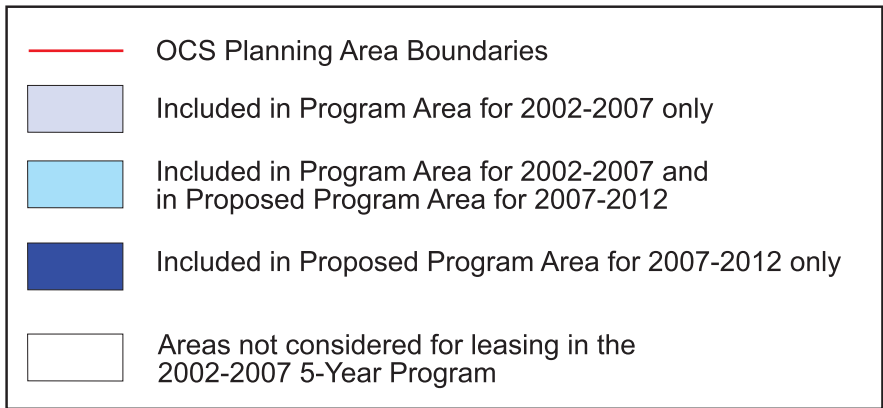 OCS Planning Area Boundaries
Included in Program Area for 2002-2007 only
Included in Program Area for 2002-2007 and
in Proposed Program Area for 2007-2012
Included in Proposed Program Area for 2007-2012 only
Areas not considered for leasing in the
2002-2007 5-Year Program